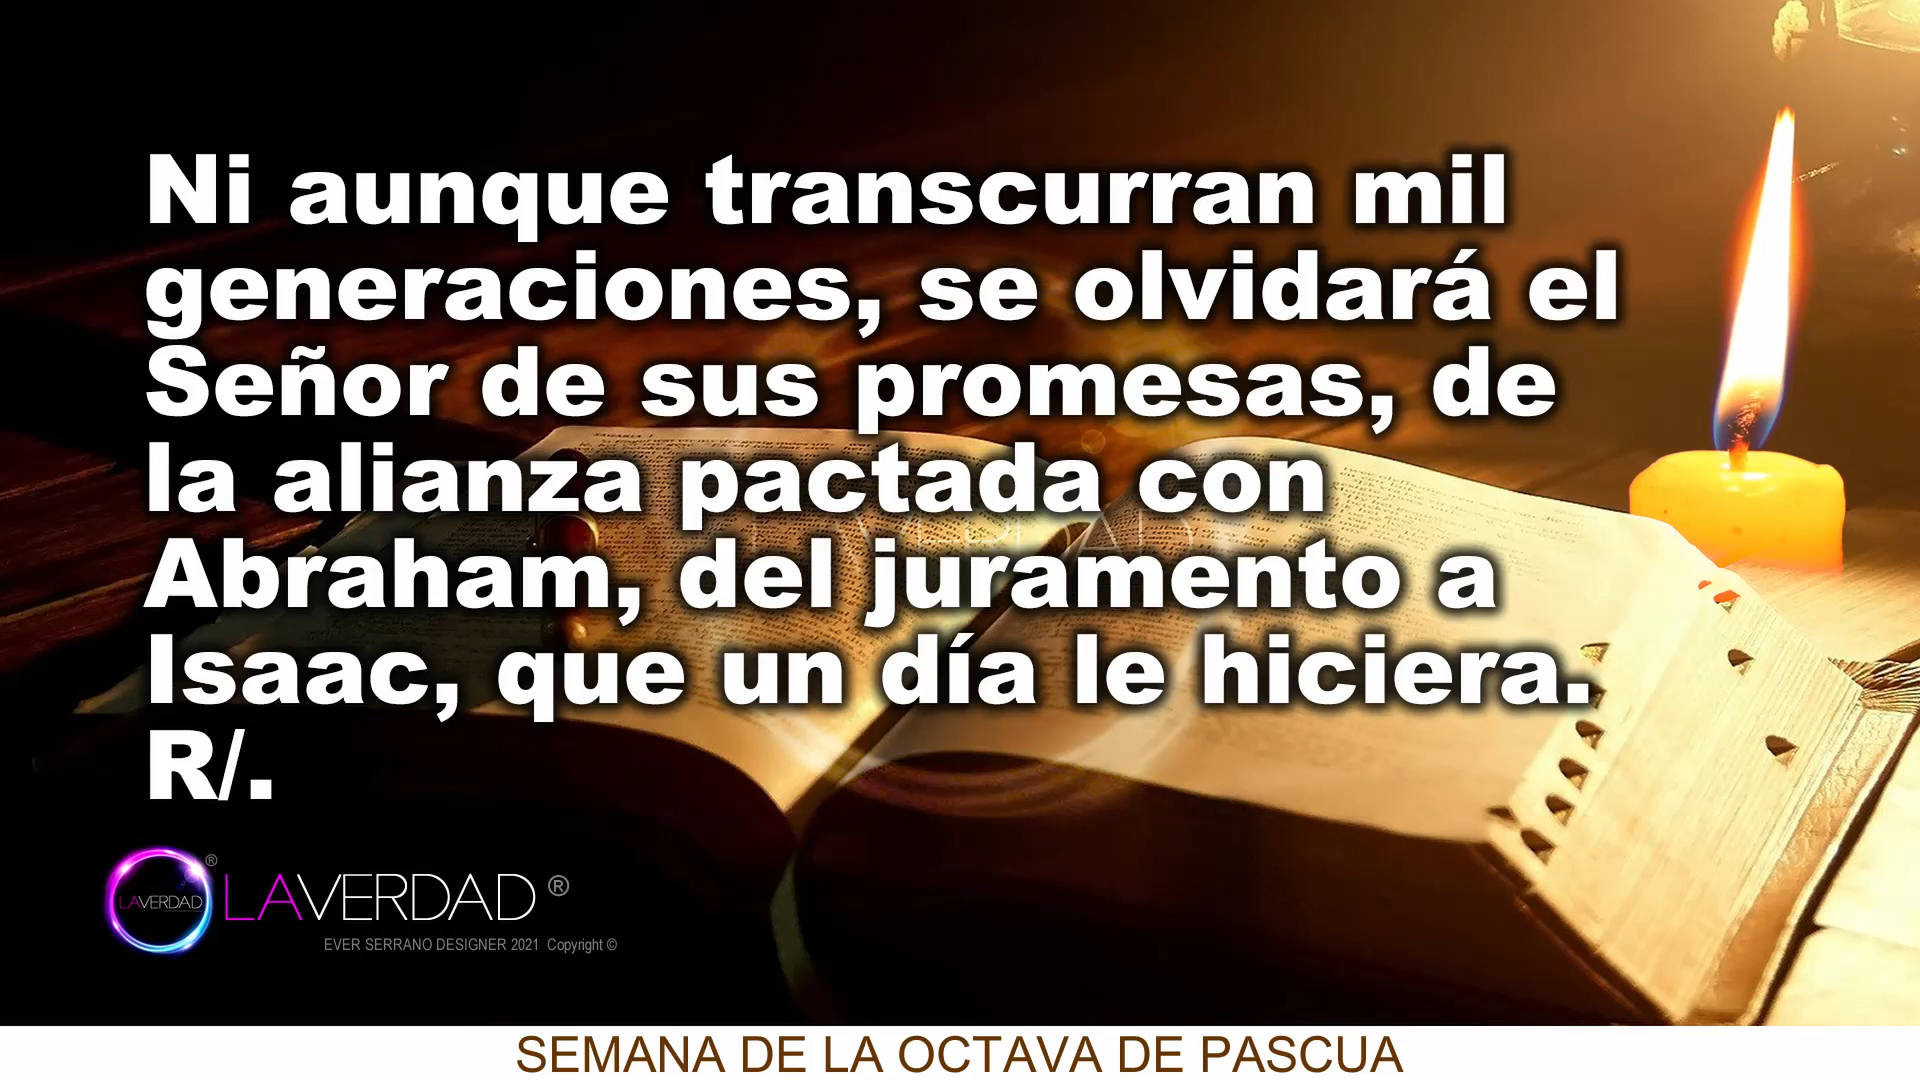 Ni aunque transcurran mil
generaciones, se olvidará el
Señor de sus promesas, de
la alianza pactada con
Abraham, del juramento a
Isaac, que un día le hiciera.
R/.
LAVERDAD ®
LAVERDAD ®
EVER SERRANO DESIGNER 2021 Copyright ©
SEMANA DE LA OCTAVA DE PASCUA